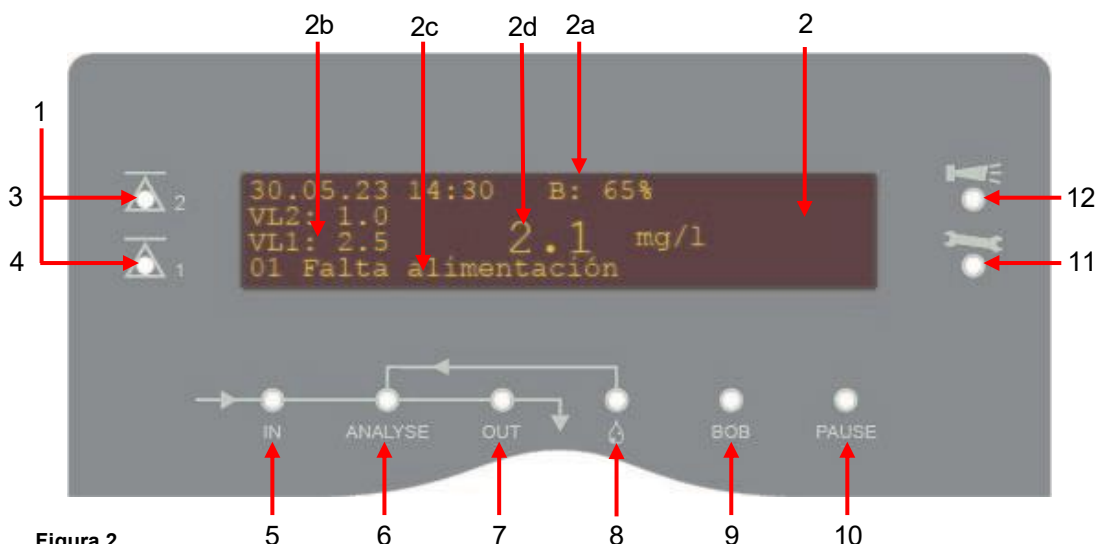 2b 2c 2d 2a 2
1
3 2 12
4 1 11
30.05.23 14:30 B: 65%
VL2: 1.0
VL1: 2.5 2.1 mg/l
01 Falta alimentación
IN ANALYSE OUT BOB PAUSE
Figura 2 5 6 7 8 9 10